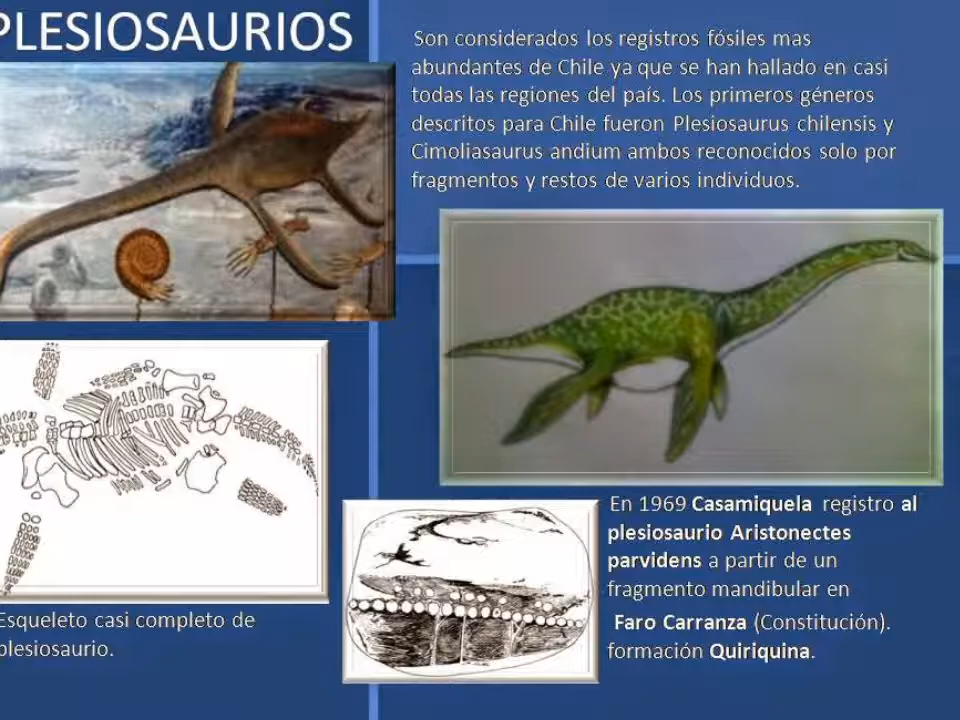 PLESIOSAURIOS
Son considerados los registros fósiles mas
abundantes de Chile ya que se han hallado en casi
todas las regiones del país. Los primeros géneros
descritos para Chile fueron Plesiosaurus chilensis y
Cimoliasaurus andium ambos reconocidos solo por
fragmentos y restos de varios individuos.
En 1969 Casamiquela registro al
plesiosaurio Aristonectes
parvidens a partir de un
fragmento mandibular en
Faro Carranza (Constitución).
formación Quiriquina.
Esqueleto casi completo de
plesiosaurio.